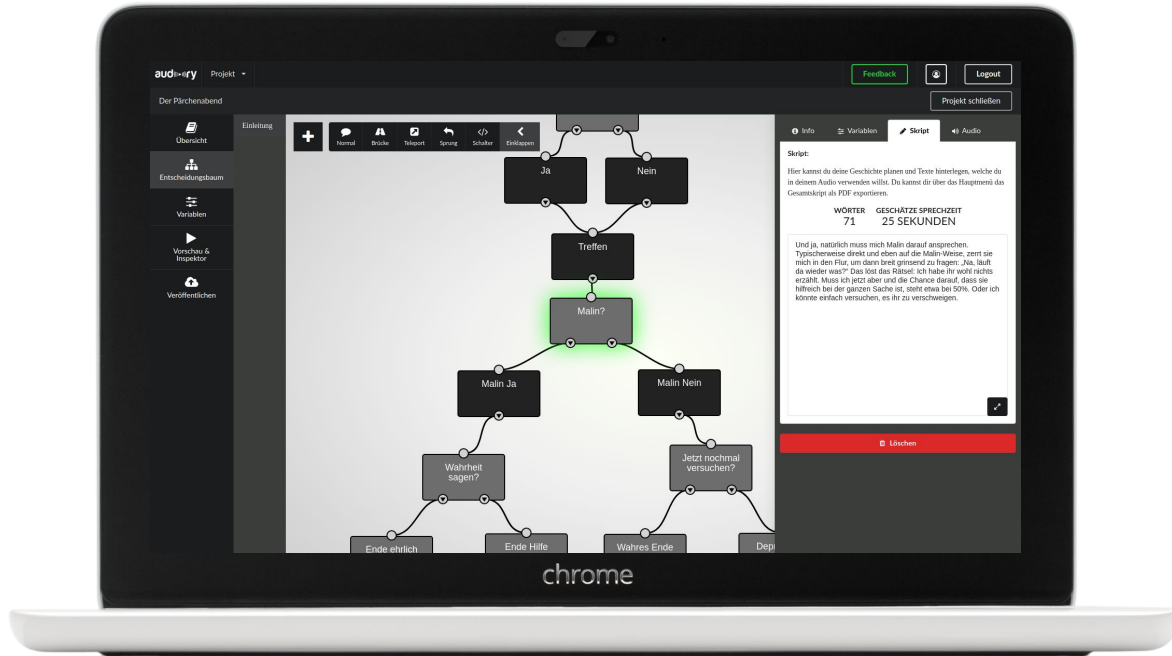 auditory
Projekt
Feedback
Logout
Der Pärchenabend
Projekt schließen
Übersicht
Entscheidungsbaum
Variablen
Vorschau &
Inspektor
Veröffentlichen
Einleitung
Normal
Brücke
Teleport
Sprung
Schalter
Einklappen
Ja
Nein
Treffen
Malin?
Malin Ja
Malin Nein
Wahrheit
sagen?
Jetzt nochmal
versuchen?
Ende ehrlich
Ende Hilfe
Wahres Ende
Info
Variablen
Skript
Audio
Skript:
Hier kannst du deine Geschichte planen und Texte hinterlegen, welche du
in deinem Audio verwenden willst. Du kannst dir über das Hauptmenü das
Gesamtskript als PDF exportieren.
WÖRTER GESCHÄTZE SPRECHZEIT
71 25 SEKUNDEN
Und ja, natürlich muss mich Malin darauf ansprechen.
Typischerweise direkt und eben auf die Malin-Weise, zerrt sie
mich in den Flur, um dann breit grinsend zu fragen: „Na, läuft
da wieder was?" Das löst das Rätsel: Ich habe ihr wohl nichts
erzählt. Muss ich jetzt aber und die Chance darauf, dass sie
hilfreich bei der ganzen Sache ist, steht etwa bei 50%. Oder ich
könnte einfach versuchen, es ihr zu verschweigen.
Löschen
chrome